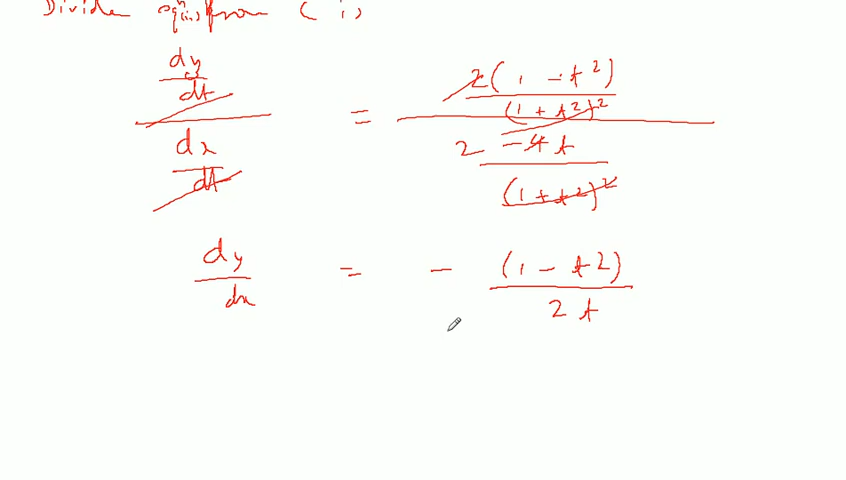 Divide eqn (ii) from (i)
dy/dt / dx/dt = 2(1 - t²)/(1 + t²)² / 2 -4t/(1 + t²)²
dy/dx = - (1 - t2)/2t